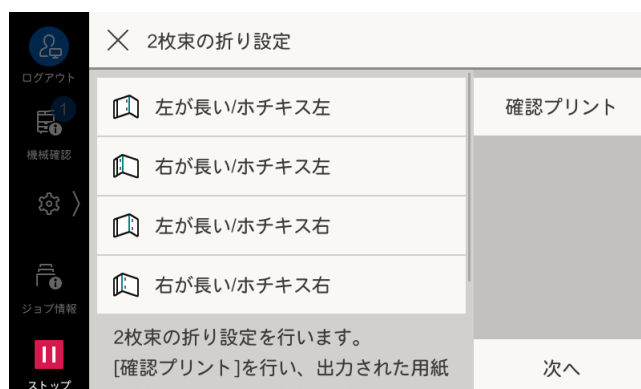 2枚束の折り設定
ログアウト
1
機械確認
ジョブ情報
ストップ
左が長い/ホチキス左
右が長い/ホチキス左
左が長い/ホチキス右
右が長い/ホチキス右
2枚束の折り設定を行います。
[確認プリント]を行い、出力された用紙
確認プリント
次へ